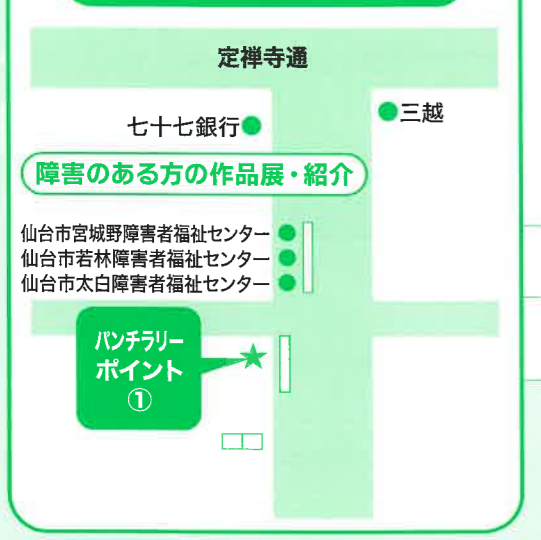 定禅寺通
七十七銀行
三越
障害のある方の作品展・紹介
仙台市宮城野障害者福祉センター
仙台市若林障害者福祉センター
仙台市太白障害者福祉センター
パンチラリー
ポイント
①